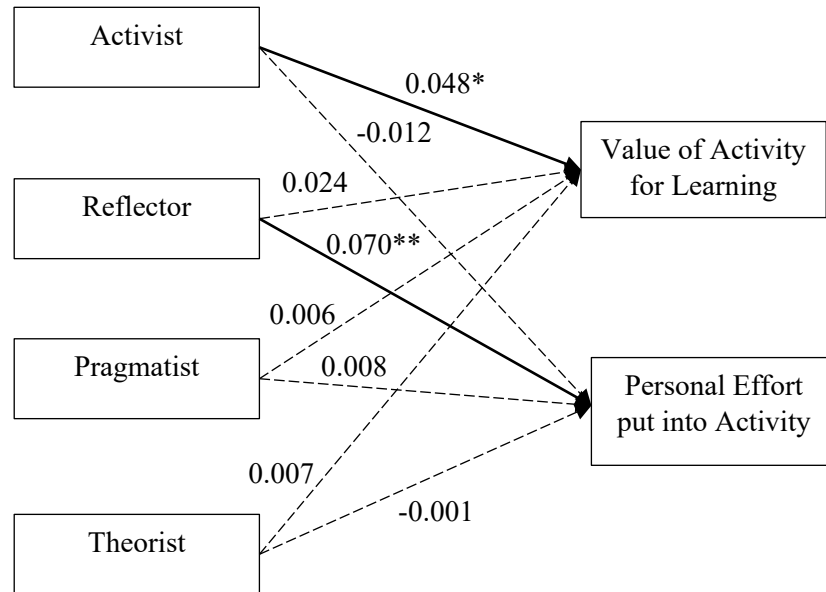 Activist
0.048*
-0.012
Value of Activity
for Learning
Reflector
0.024
0.070**
0.006
Pragmatist
0.008
Personal Effort
put into Activity
0.007
-0.001
Theorist